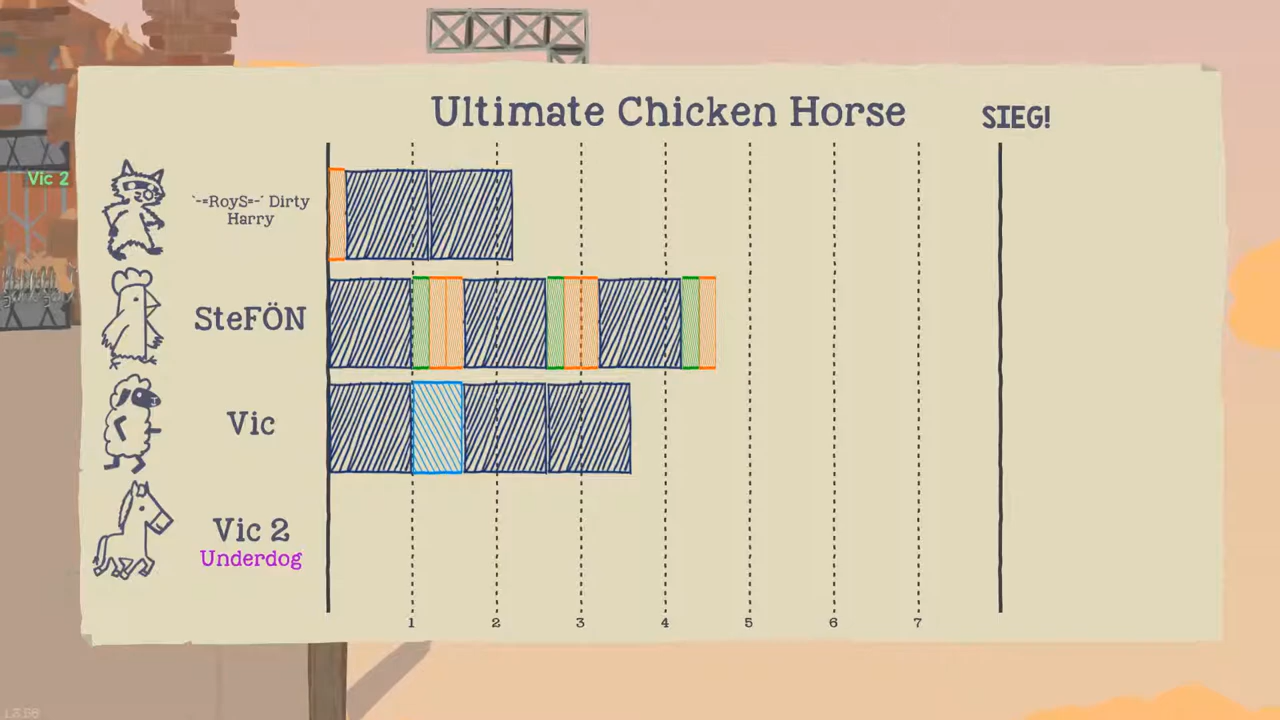 Ultimate Chicken Horse
SIEG!
Vic 2
`-=RoyS=-´ Dirty
Harry
SteFÖN
Vic
Vic 2
Underdog
1 2 3 4 5 6 7